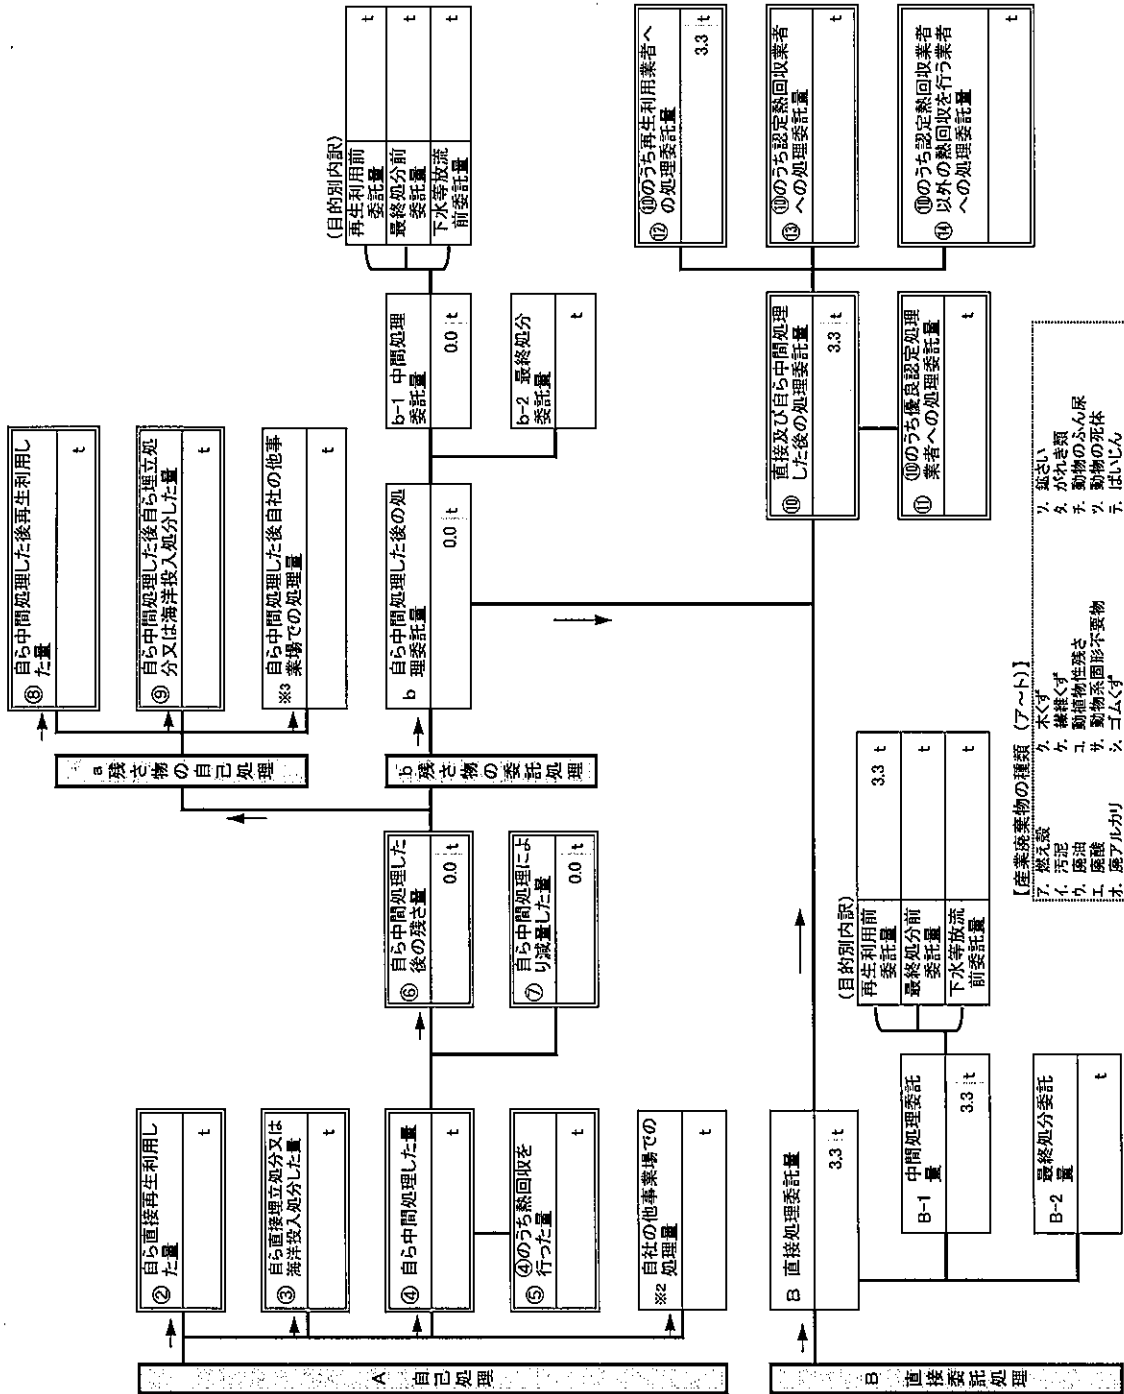 A 自己処理
② 自ら直接再生利用し
た量
t
③ 自ら直接埋立処分又は
海洋投入処分した量
t
④ 自ら中間処理した量
t
⑤ ④のうち熱回収を
行った量
t
※2 自社の他事業場での
処理量
t
⑥ 自ら中間処理した
後の残さ量
0.0 t
⑦ 自ら中間処理によ
り減量した量
0.0 t
a 残さ物の自己処理
⑧ 自ら中間処理した後再生利用し
た量
t
⑨ 自ら中間処理した後自ら埋立処
分又は海洋投入処分した量
t
※3 自ら中間処理した後自社の他事
業場での処理量
t
b 残さ物の委託処理
b 自ら中間処理した後の処
理委託量
0.0 t
b-1 中間処理
委託量
0.0 t
b-2 最終処分
委託量
t
(目的別内訳)
再生利用前
委託量
t
最終処分前
委託量
t
下水等放流
前委託量
t
B 直接委託処理
B 直接処理委託量
3.3 t
B-1 中間処理委託
量
3.3 t
B-2 最終処分委託
量
t
(目的別内訳)
再生利用前
委託量
3.3 t
最終処分前
委託量
t
下水等放流
前委託量
t
⑩ 直接及び自ら中間処理
した後の処理委託量
3.3 t
⑪ ⑩のうち優良認定処理
業者への処理委託量
t
⑫ ⑩のうち再生利用業者へ
の処理委託量
3.3 t
⑬ ⑩のうち認定熱回収業者
への処理委託量
t
⑭ ⑩のうち認定熱回収業者
以外の熱回収を行う業者
への処理委託量
t
【産業廃棄物の種類 (ア~ト)】
ア. 燃え殻
イ. 汚泥
ウ. 廃油
エ. 廃酸
オ. 廃アルカリ
ク. 木くず
ケ. 繊維くず
コ. 動植物性残さ
サ. 動物系固形不要物
シ. ゴムくず
ソ. 鉱さい
タ. がれき類
チ. 動物のふん尿
ツ. 動物の死体
テ. ばいじん